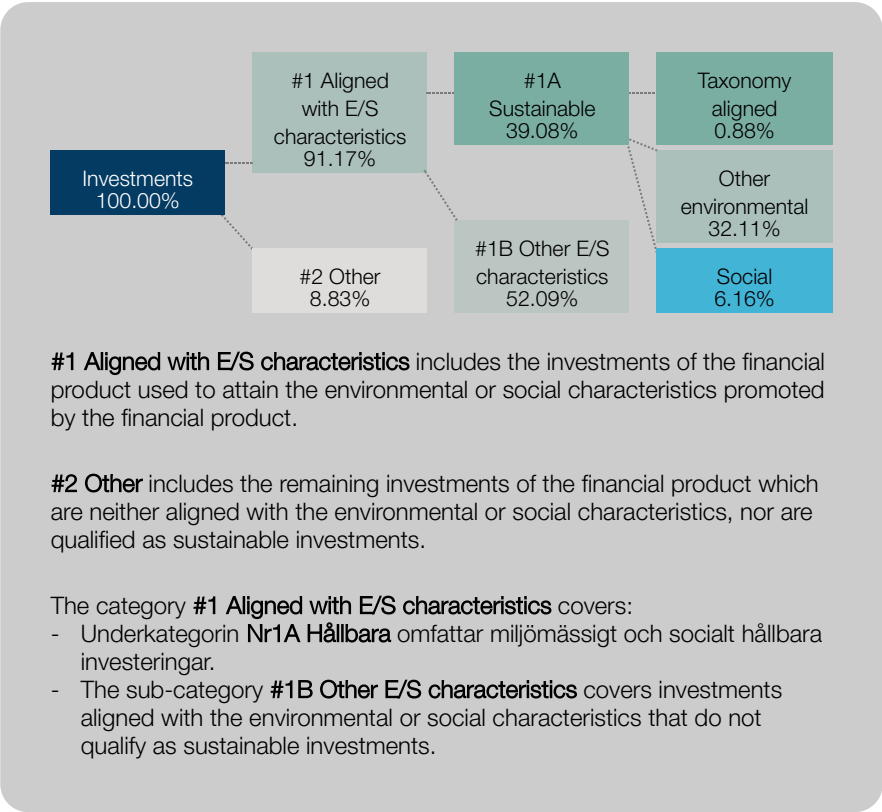 #1 Aligned
with E/S
characteristics
91.17%
#1A
Sustainable
39.08%
Taxonomy
aligned
0.88%
Investments
100.00%
Other
environmental
32.11%
#2 Other
8.83%
#1B Other E/S
characteristics
52.09%
Social
6.16%
#1 Aligned with E/S characteristics includes the investments of the financial
product used to attain the environmental or social characteristics promoted
by the financial product.
#2 Other includes the remaining investments of the financial product which
are neither aligned with the environmental or social characteristics, nor are
qualified as sustainable investments.
The category #1 Aligned with E/S characteristics covers:
- Underkategorin Nr1A Hållbara omfattar miljömässigt och socialt hållbara
investeringar.
- The sub-category #1B Other E/S characteristics covers investments
aligned with the environmental or social characteristics that do not
qualify as sustainable investments.